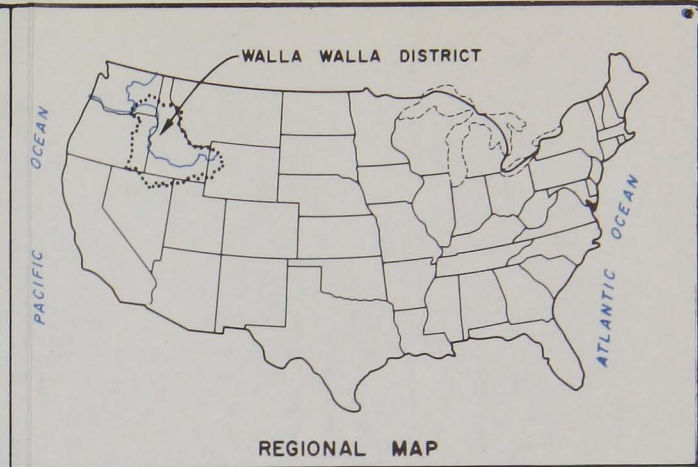 WALLA WALLA DISTRICT
PACIFIC OCEAN
ATLANTIC OCEAN
REGIONAL MAP